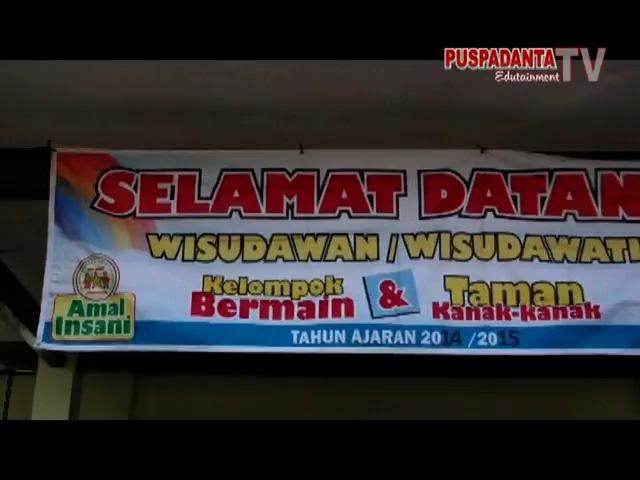 PUSPADANTA TV
Edutainment
SELAMAT DATAN
WISUDAWAN / WISUDAWATI
Kelompok Bermain & Taman Kanak-kanak
Amal Insani
TAHUN AJARAN 2014 /2015